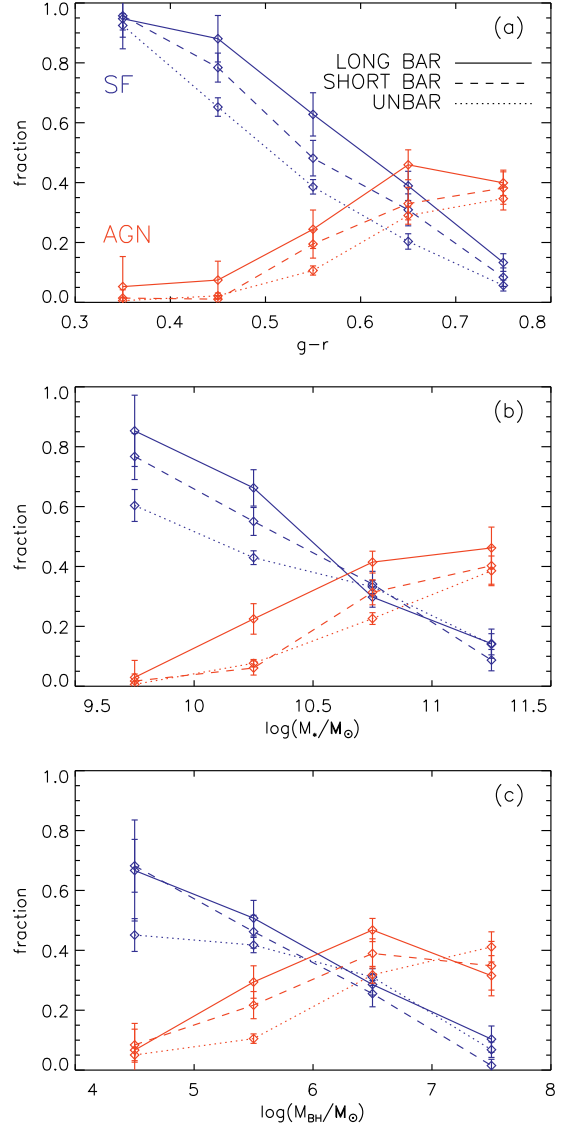 1.0
(a)
LONG BAR
SF
SHORT BAR
0.8
UNBAR
0.6
fraction
0.4
AGN
0.2
0.0
0.3 0.4 0.5 0.6 0.7 0.8
g−r
1.0
(b)
0.8
0.6
fraction
0.4
0.2
0.0
9.5 10 10.5 11 11.5
log(M⋆/M⊙)
1.0
(c)
0.8
0.6
fraction
0.4
0.2
0.0
4 5 6 7 8
log(MBH/M⊙)